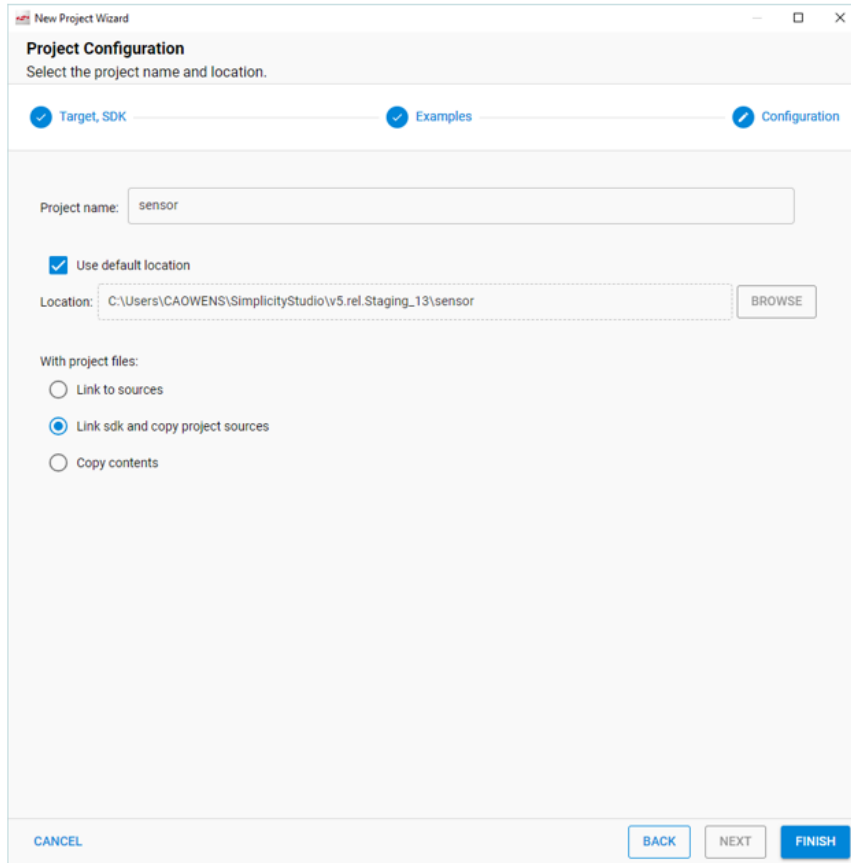 New Project Wizard
Project Configuration
Select the project name and location.
Target, SDK
Examples
Configuration
Project name: sensor
Use default location
Location: C:\Users\CAOWENS\SimplicityStudio\v5.rel.Staging_13\sensor BROWSE
With project files:
Link to sources
Link sdk and copy project sources
Copy contents
CANCEL BACK NEXT FINISH